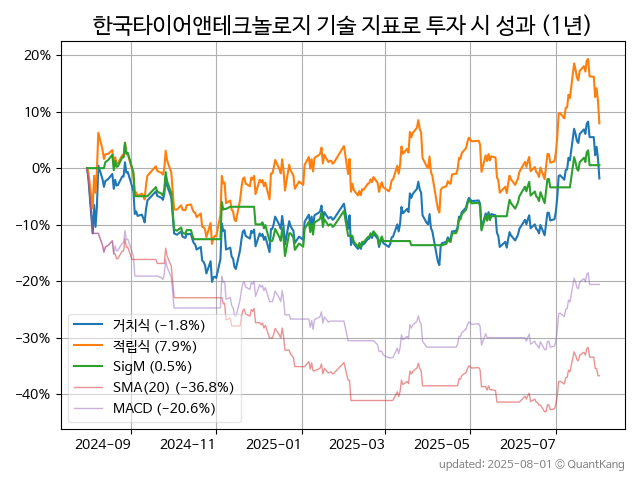 한국타이어앤테크놀로지 기술 지표로 투자 시 성과 (1년)
20%
10%
0%
−10%
−20%
−30%
−40%
거치식 (−1.8%)
적립식 (7.9%)
SigM (0.5%)
SMA(20) (−36.8%)
MACD (−20.6%)
2024−09
2024−11
2025−01
2025−03
2025−05
2025−07
updated: 2025-08-01 © QuantKang